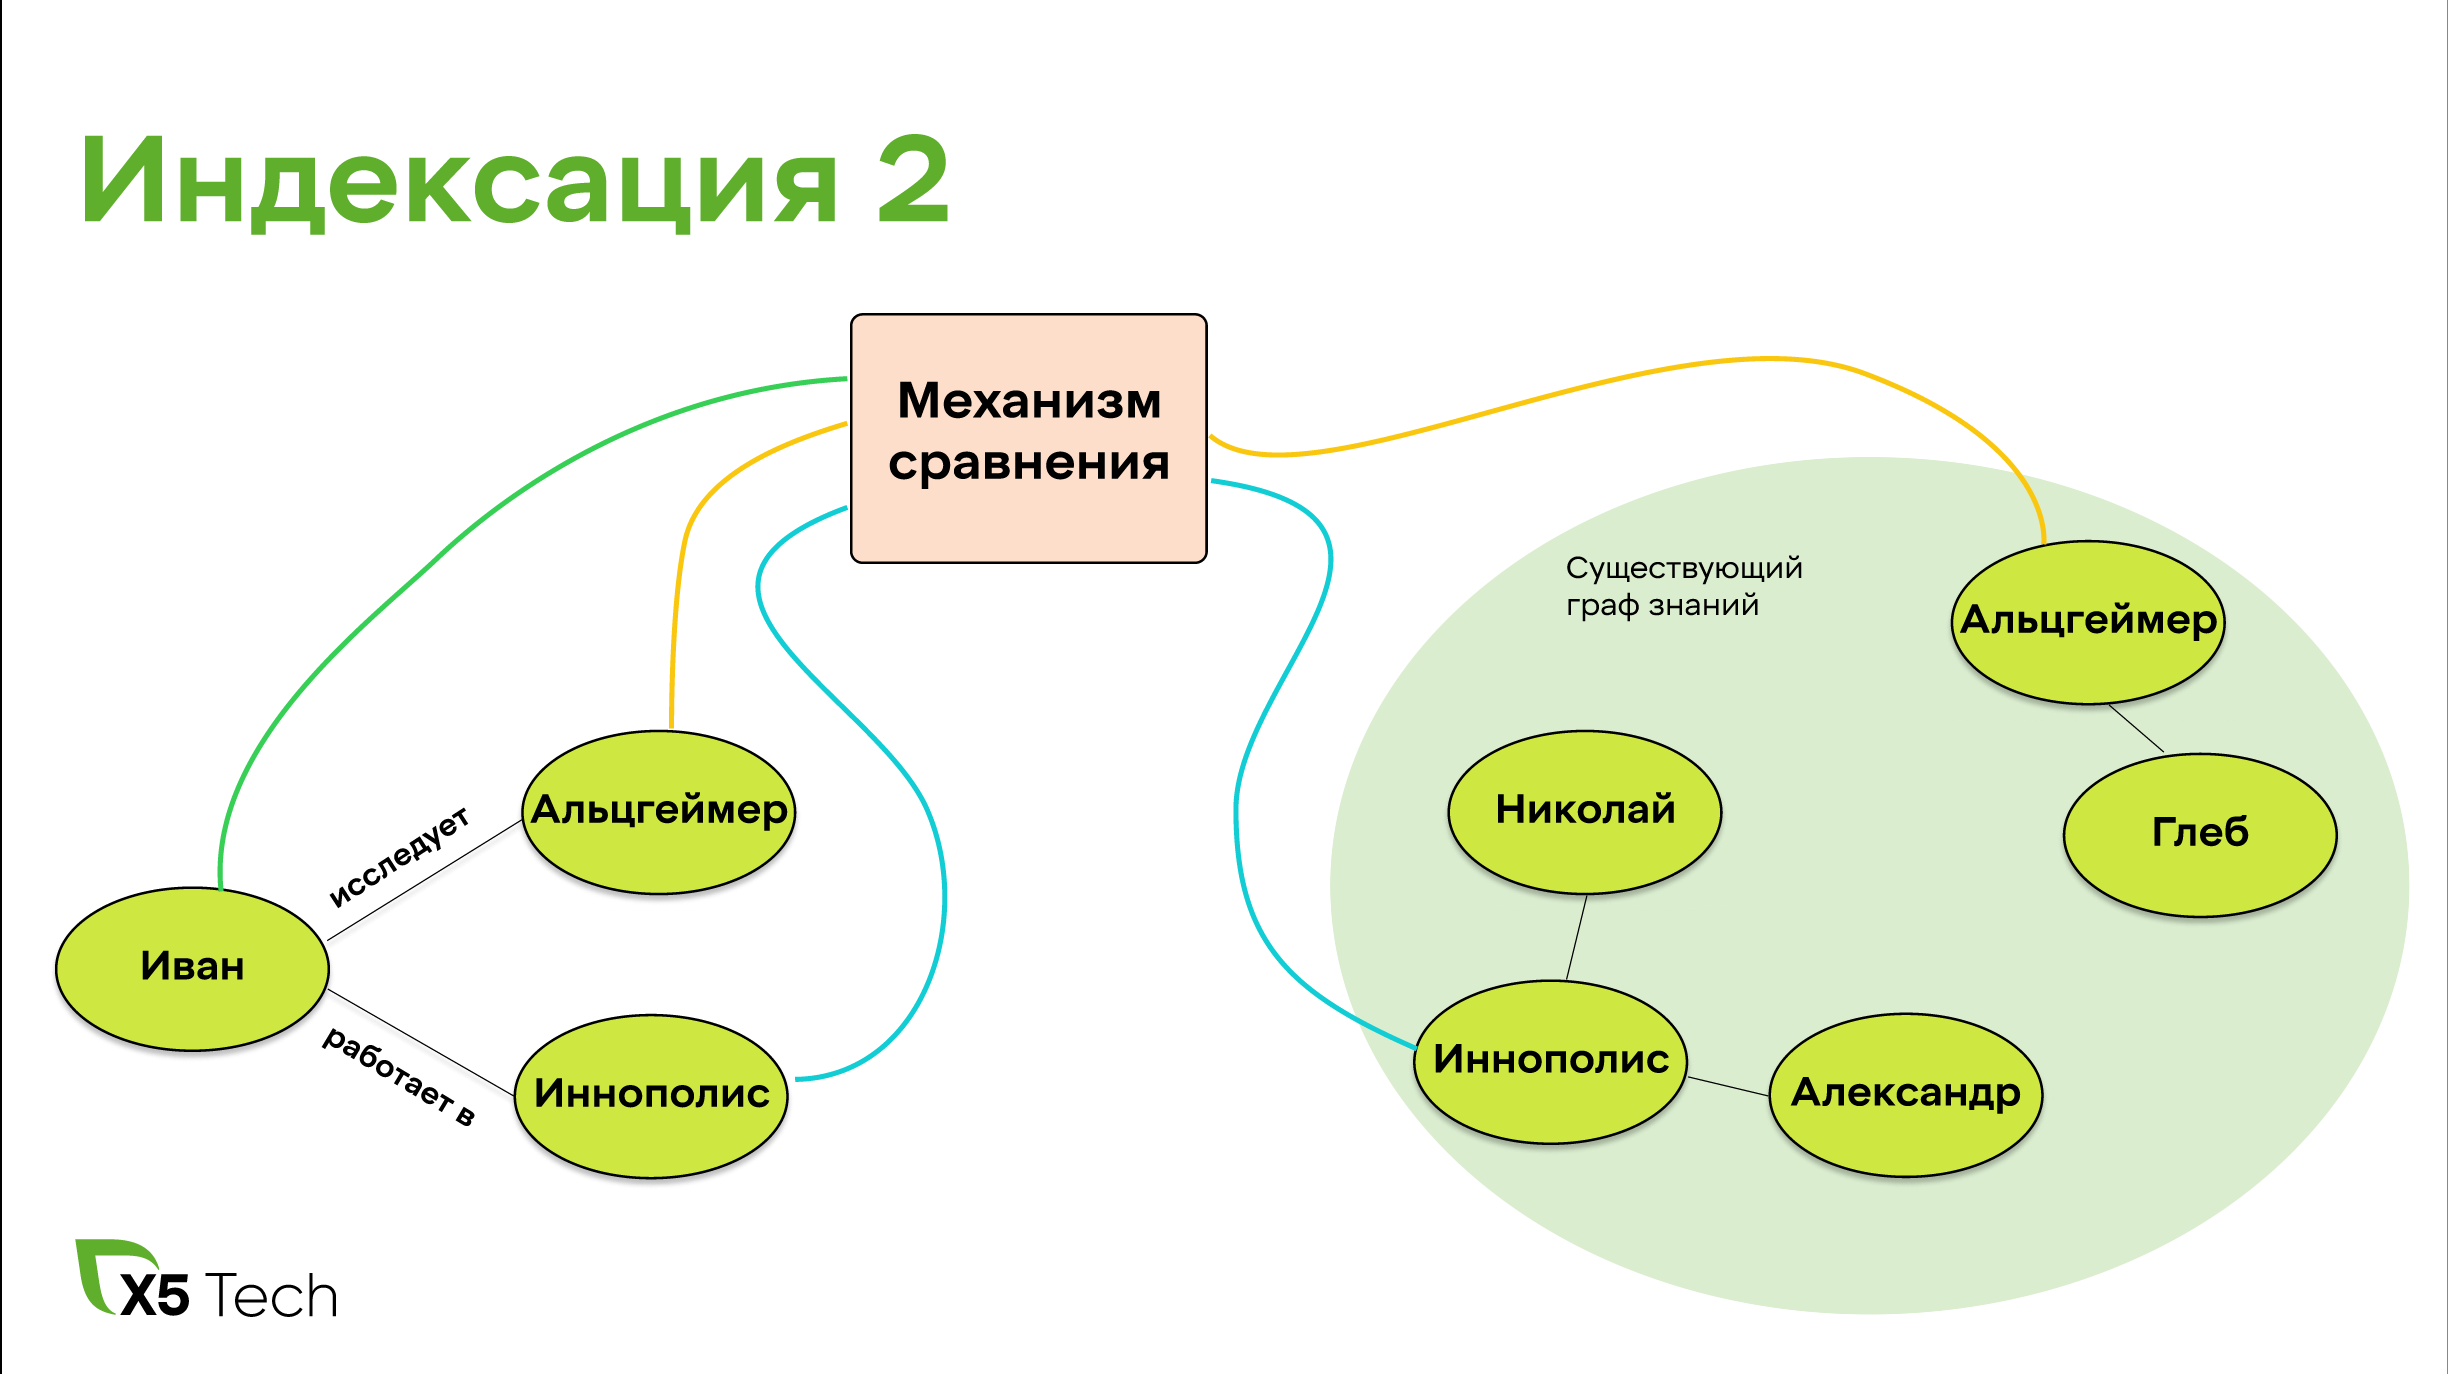 Индексация 2
Механизм
сравнения
Существующий
граф знаний
Альцгеймер
Николай
Глеб
Иннополис
Александр
исследует
Альцгеймер
Иван
работает в
Иннополис
X5 Tech